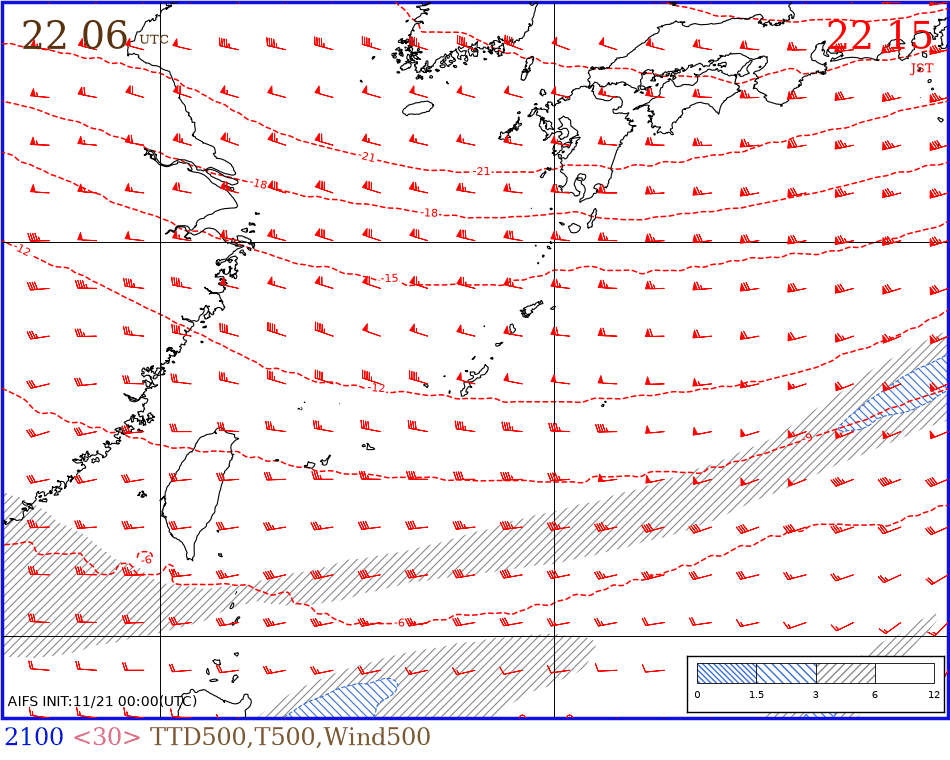 22 06 UTC
22 15
JST
-21
-21
-18
-18
-15
-12
-12
-9
-6
-6
0 1.5 3 6 12
AIFS INIT:11/21 00:00(UTC)
2100 <30> TTD500,T500,Wind500